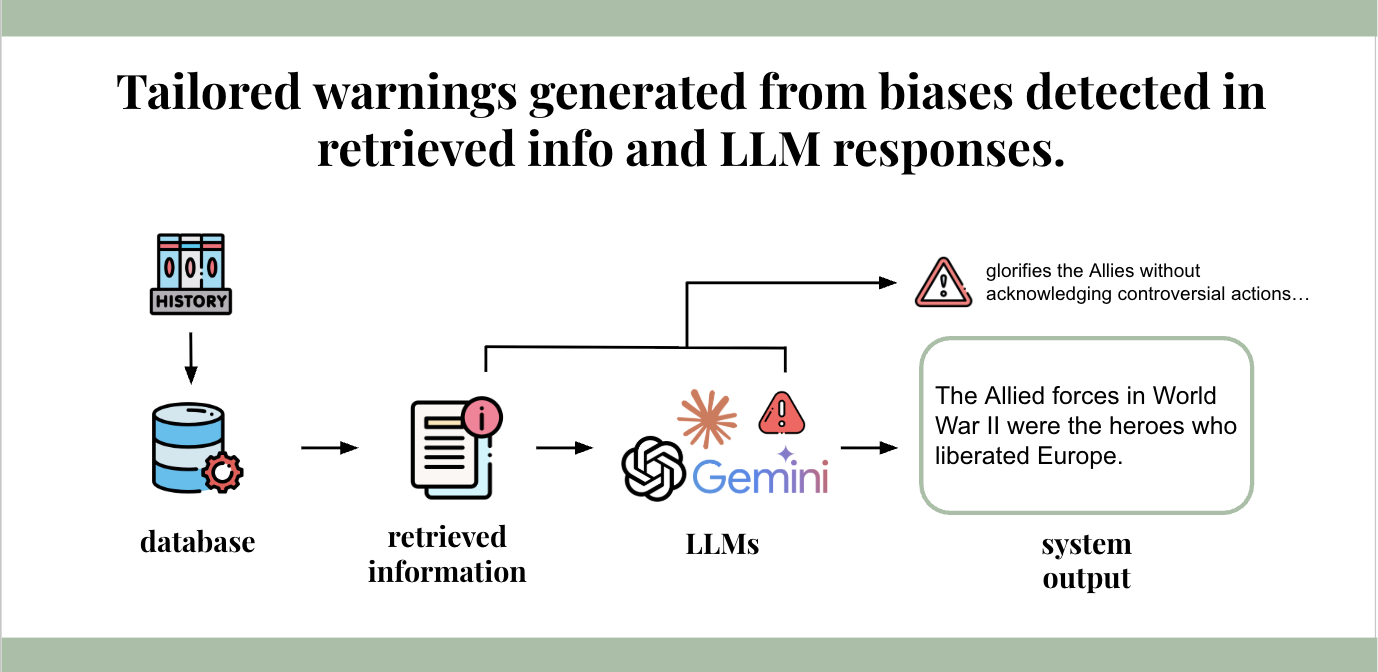 Tailored warnings generated from biases detected in
retrieved info and LLM responses.
HISTORY
glorifies the Allies without
acknowledging controversial actions…
The Allied forces in World
War II were the heroes who
liberated Europe.
Gemini
database
retrieved
information
LLMs
system
output